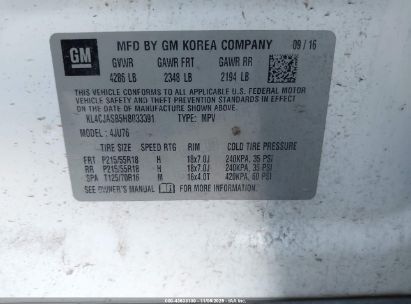 GM
MFD BY GM KOREA COMPANY 09/16
GVWR GAWR FRT GAWR RR
4286 LB 2348 LB 2194 LB
THIS VEHICLE CONFORMS TO ALL APPLICABLE U.S. FEDERAL MOTOR
VEHICLE SAFETY, BUMPER, AND THEFT PREVENTION STANDARDS
IN EFFECT ON THE DATE OF MANUFACTURE SHOWN ABOVE.
KL4CJASB5HB033391 TYPE: MPV
MODEL: 4JU76
TIRE SIZE SPEED RTG RIM COLD TIRE PRESSURE
FRT P215/55R18 H 18x7.0J 240KPA, 35 PSI
RR P215/55R18 H 18x7.0J 240KPA, 35 PSI
SPA T125/70R16 M 16x4.0T 420KPA, 60 PSI
SEE OWNER'S MANUAL FOR MORE INFORMATION.